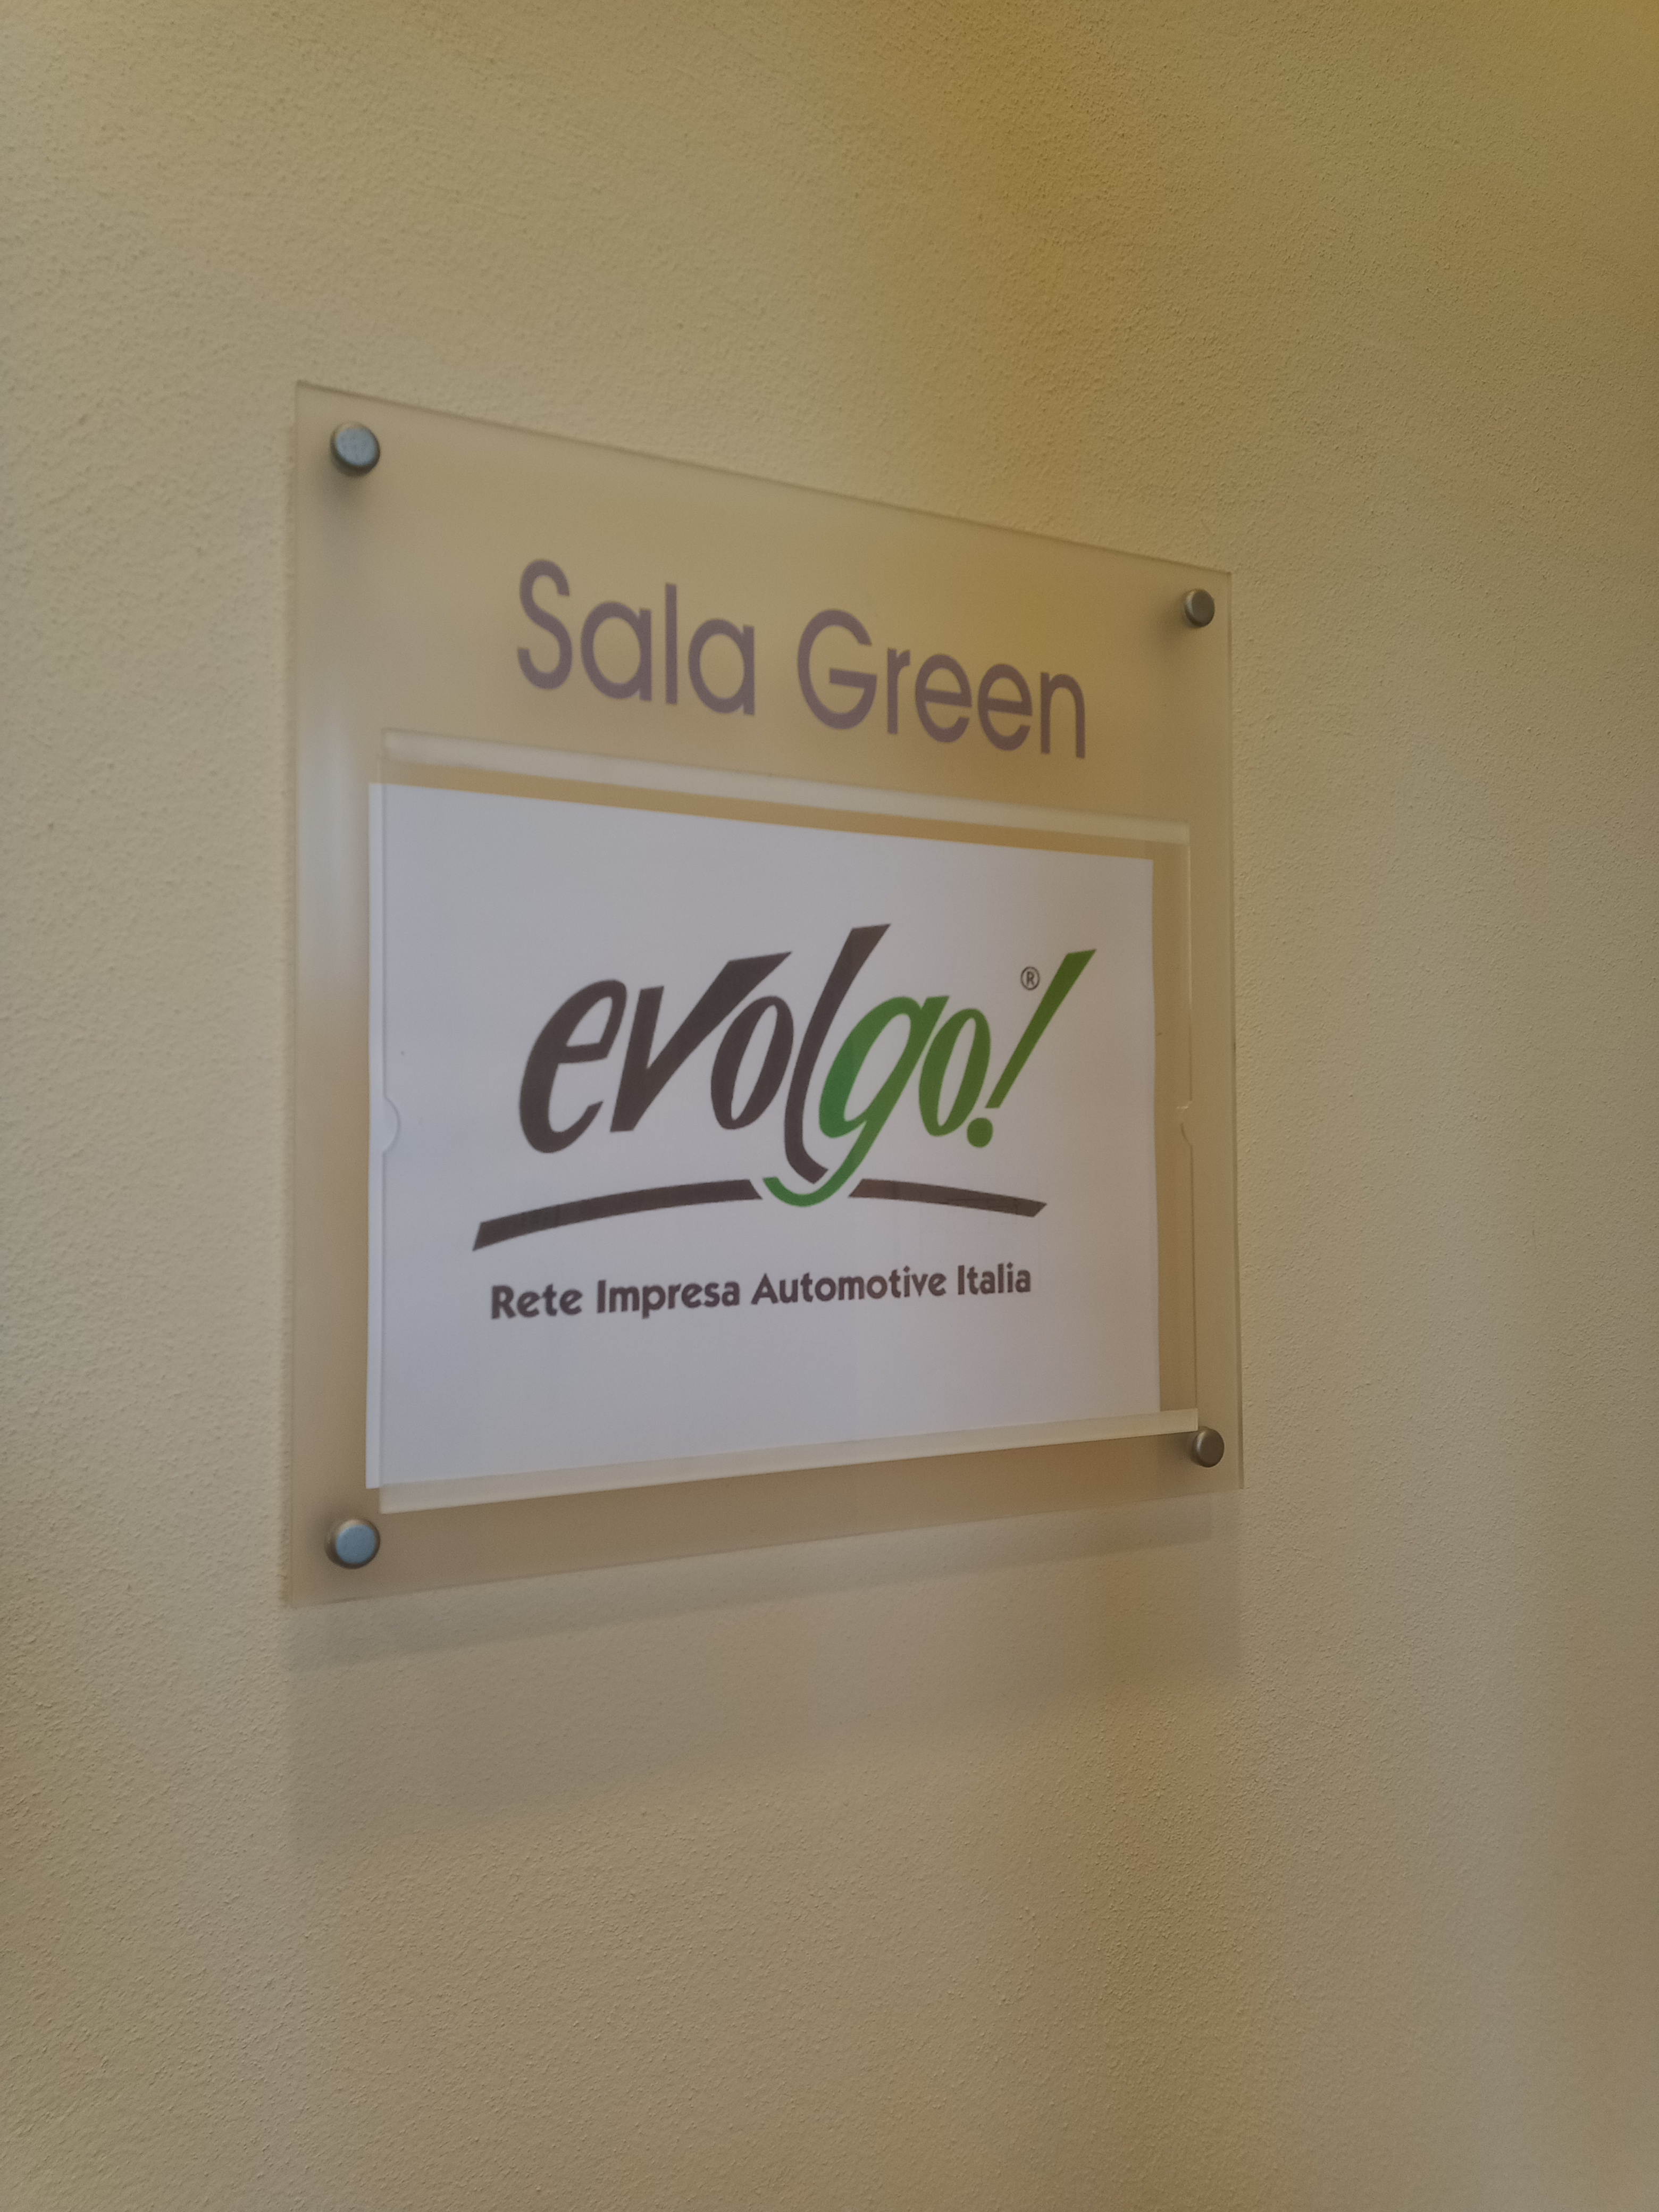 Sala Green
evolgo!®
Rete Impresa Automotive Italia